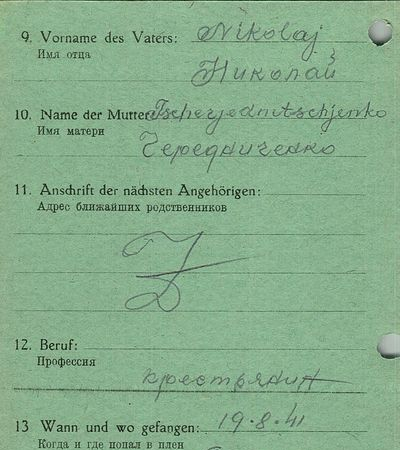 9. Vorname des Vaters: Nikolaj
Имя отца
Николай
10. Name der Mutter: Tscherjednitschjenko
Имя матери
Чередниченко
11. Anschrift der nächsten Angehörigen:
Адрес ближайших родственников
12. Beruf:
Профессия
крестьянин
13 Wann und wo gefangen: 19.8.41
Когда и где попал в плен